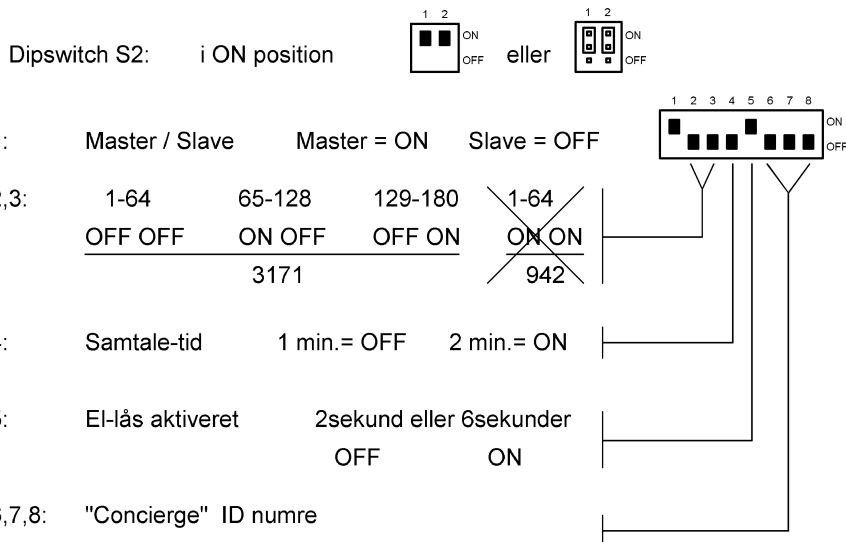 1 2
ON
OFF
1 2
ON
OFF
Dipswitch S2: i ON position eller
1 2 3 4 5 6 7 8
ON
OFF
: Master / Slave Master = ON Slave = OFF
,3: 1-64 65-128 129-180 1-64
OFF OFF ON OFF OFF ON ON ON
3171 942
: Samtale-tid 1 min.= OFF 2 min.= ON
: El-lås aktiveret 2sekund eller 6sekunder
OFF ON
,7,8: "Concierge" ID numre